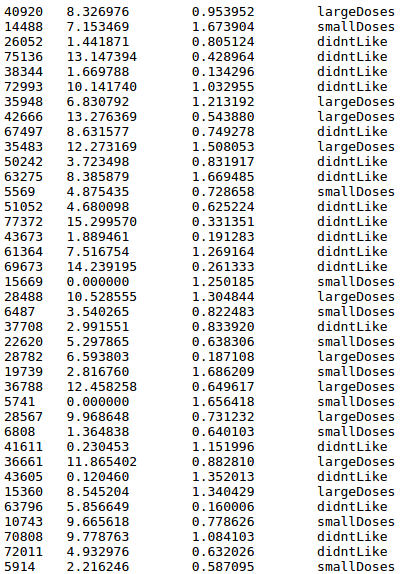 40920 8.326976 0.953952 largeDoses
14488 7.153469 1.673904 smallDoses
26052 1.441871 0.805124 didntLike
75136 13.147394 0.428964 didntLike
38344 1.669788 0.134296 didntLike
72993 10.141740 1.032955 didntLike
35948 6.830792 1.213192 largeDoses
42666 13.276369 0.543880 largeDoses
67497 8.631577 0.749278 didntLike
35483 12.273169 1.508053 largeDoses
50242 3.723498 0.831917 didntLike
63275 8.385879 1.669485 didntLike
5569 4.875435 0.728658 smallDoses
51052 4.680098 0.625224 didntLike
77372 15.299570 0.331351 didntLike
43673 1.889461 0.191283 didntLike
61364 7.516754 1.269164 didntLike
69673 14.239195 0.261333 didntLike
15669 0.000000 1.250185 smallDoses
28488 10.528555 1.304844 largeDoses
6487 3.540265 0.822483 smallDoses
37708 2.991551 0.833920 didntLike
22620 5.297865 0.638306 smallDoses
28782 6.593803 0.187108 largeDoses
19739 2.816760 1.686209 smallDoses
36788 12.458258 0.649617 largeDoses
5741 0.000000 1.656418 smallDoses
28567 9.968648 0.731232 largeDoses
6808 1.364838 0.640103 smallDoses
41611 0.230453 1.151996 didntLike
36661 11.865402 0.882810 largeDoses
43605 0.120460 1.352013 didntLike
15360 8.545204 1.340429 largeDoses
63796 5.856649 0.160006 didntLike
10743 9.665618 0.778626 smallDoses
70808 9.778763 1.084103 didntLike
72011 4.932976 0.632026 didntLike
5914 2.216246 0.587095 smallDoses